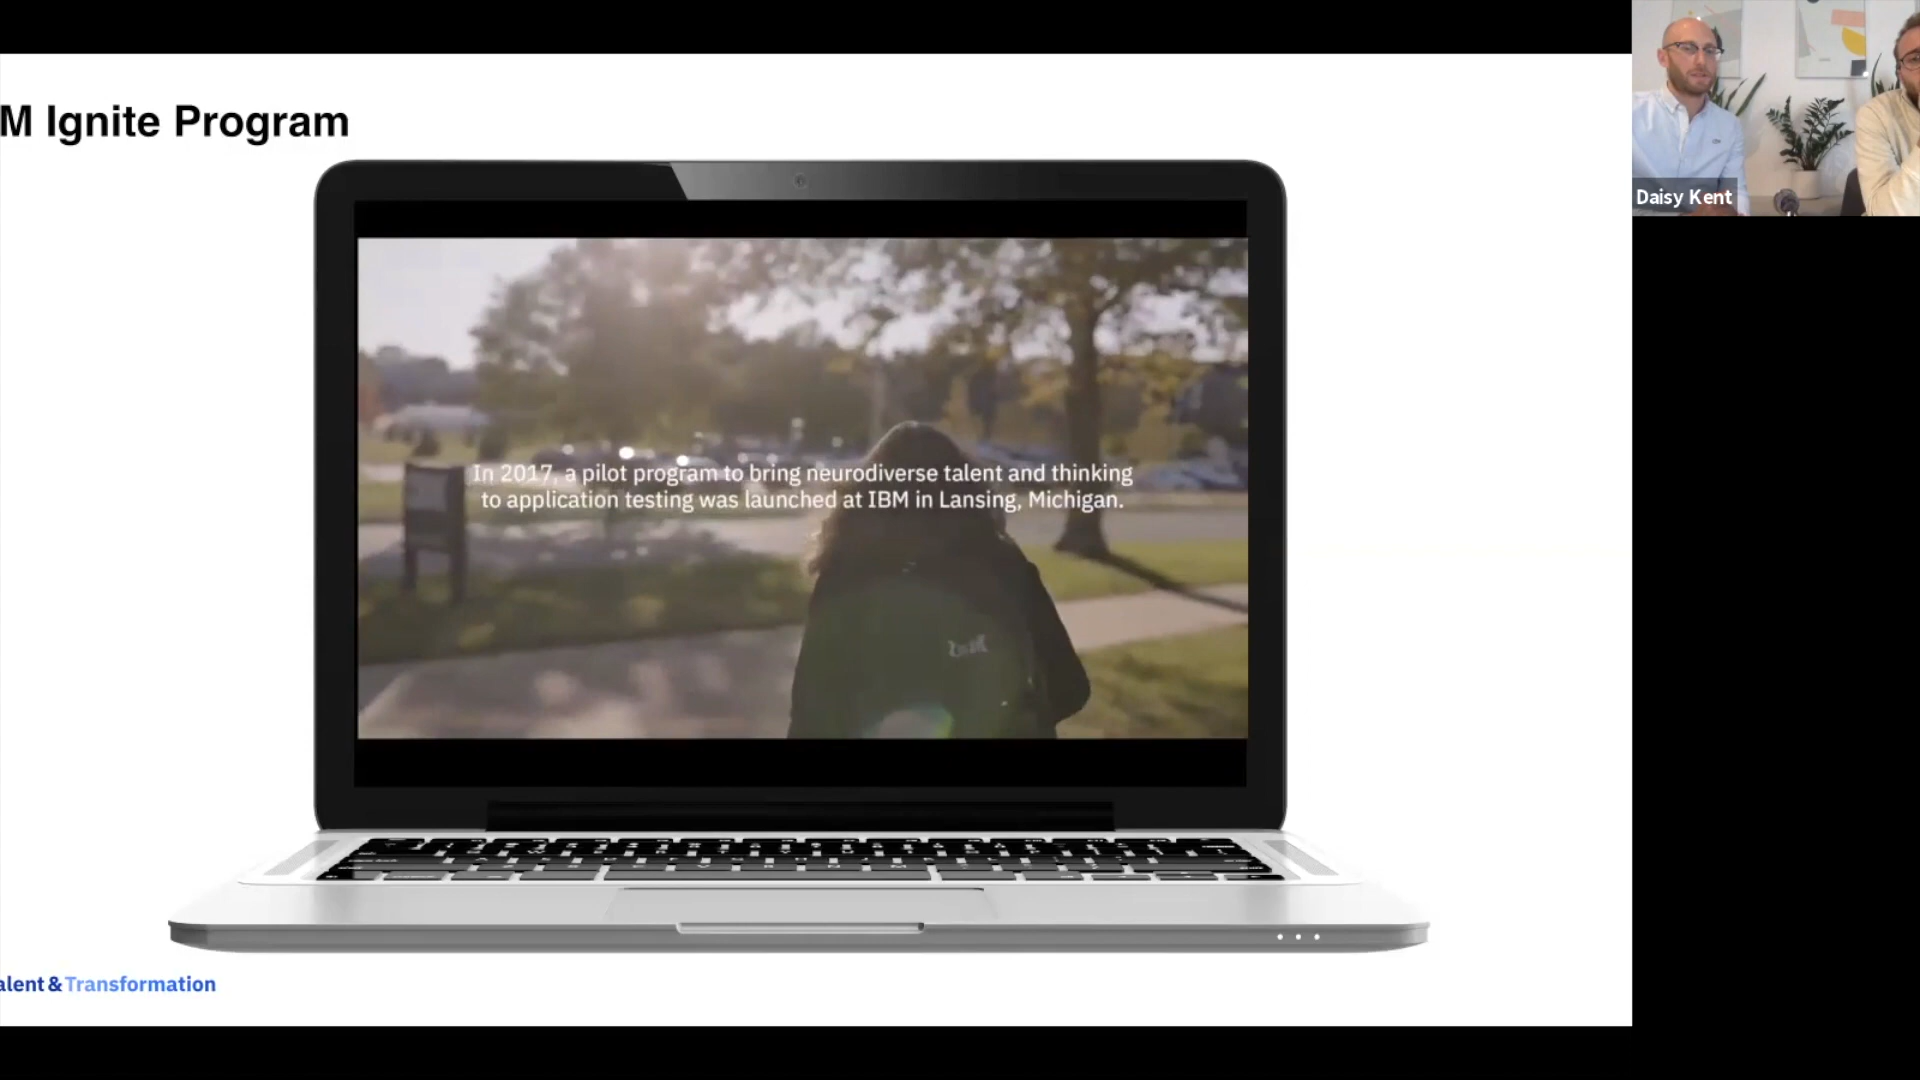 M Ignite Program
Daisy Kent
In 2017, a pilot program to bring neurodiverse talent and thinking
to application testing was launched at IBM in Lansing, Michigan.
alent & Transformation